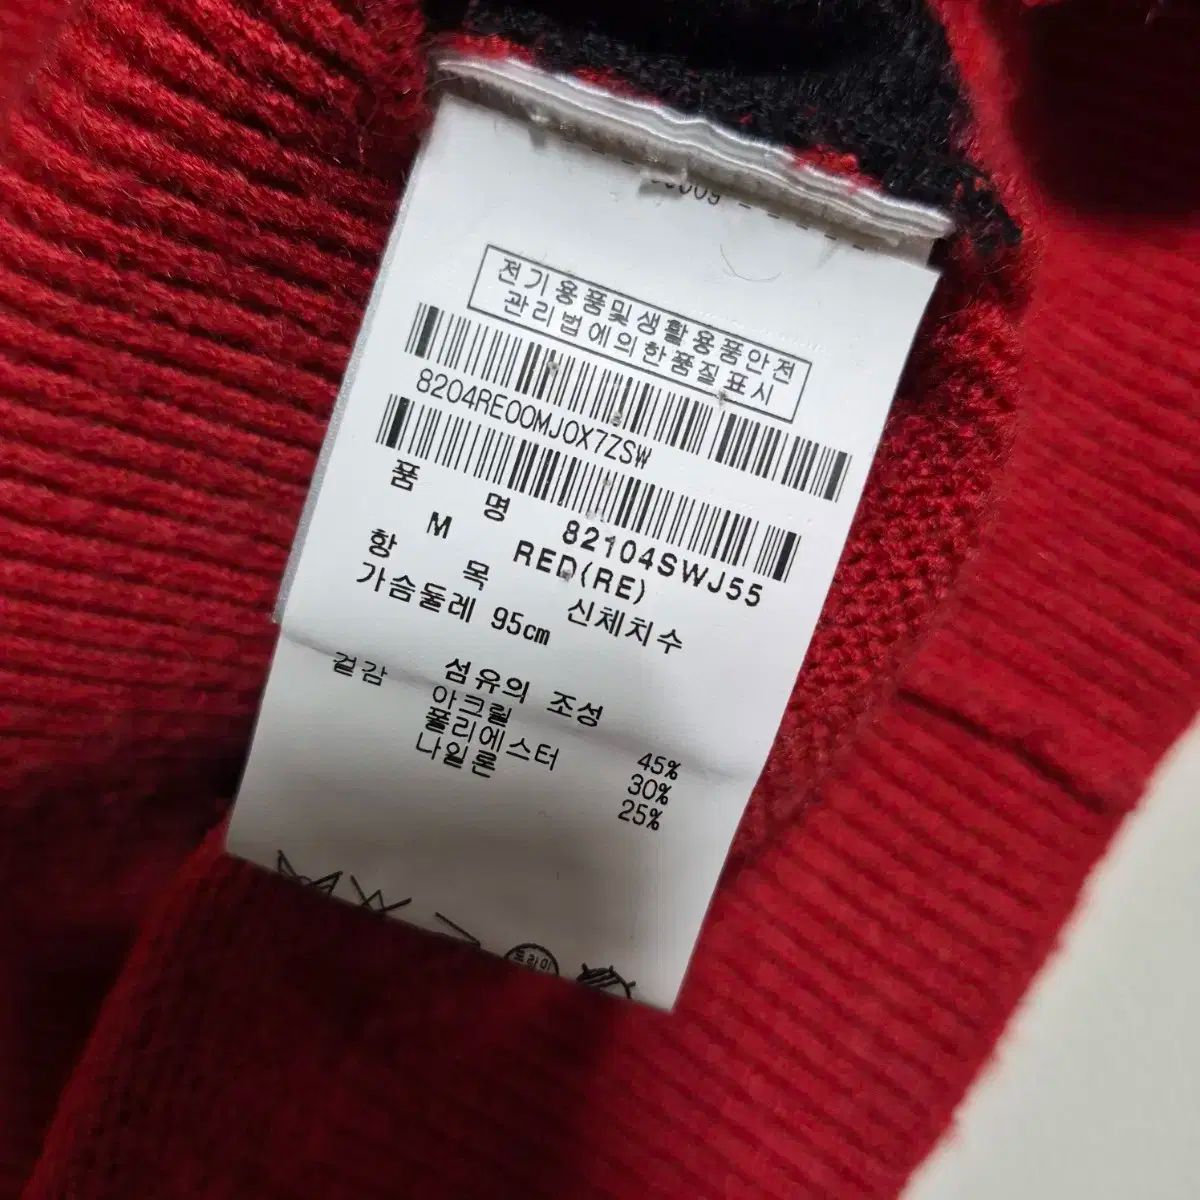 전기용품및생활용품안전
관리법에의한품질표시
8204RE00MJ0X7ZSW
품 명 82104SWJ55
M RED(RE)
항 목 신체치수
가슴둘레 95cm
섬유의 조성
겉감 아크릴 45%
폴리에스터 30%
나일론 25%
드라이